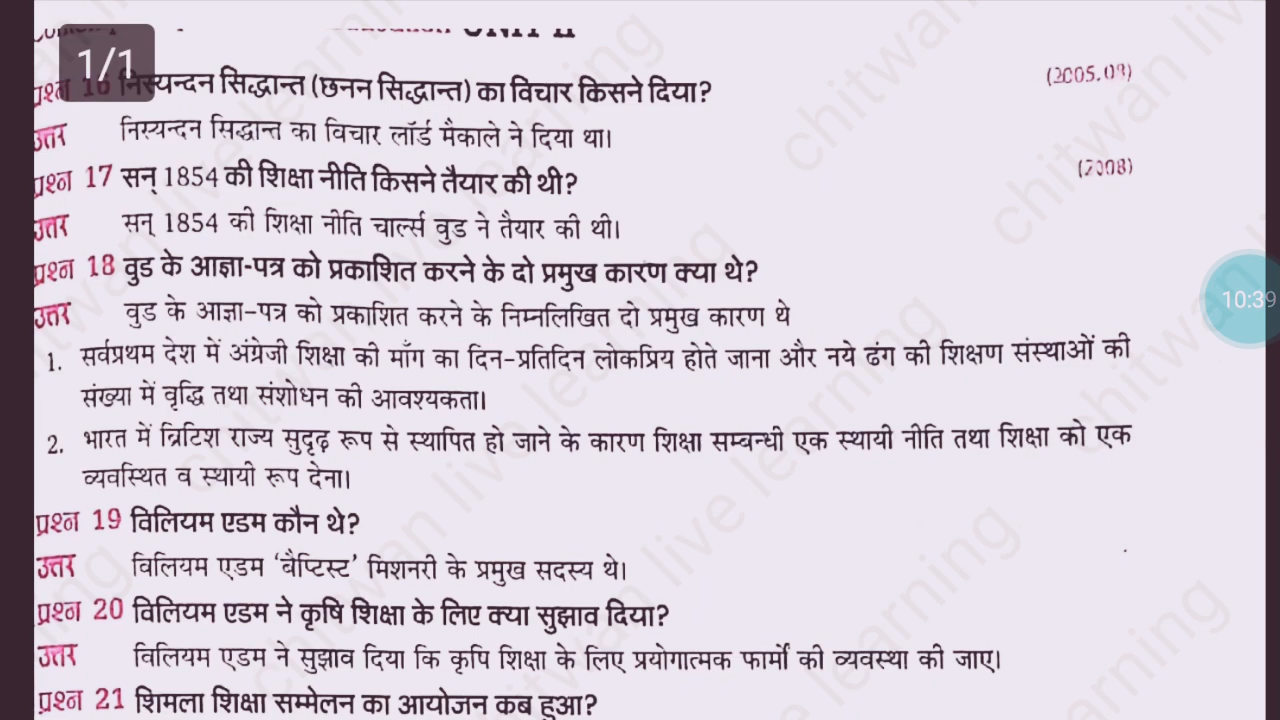 UNIT II
1/1
प्रश्न 16 निस्यन्दन सिद्धान्त (छनन सिद्धान्त) का विचार किसने दिया? (2005,09)
उत्तर निस्यन्दन सिद्धान्त का विचार लॉर्ड मैकाले ने दिया था।
प्रश्न 17 सन् 1854 की शिक्षा नीति किसने तैयार की थी? (2008)
उत्तर सन् 1854 की शिक्षा नीति चार्ल्स वुड ने तैयार की थी।
प्रश्न 18 वुड के आज्ञा-पत्र को प्रकाशित करने के दो प्रमुख कारण क्या थे?
उत्तर वुड के आज्ञा-पत्र को प्रकाशित करने के निम्नलिखित दो प्रमुख कारण थे
1. सर्वप्रथम देश में अंग्रेजी शिक्षा की माँग का दिन-प्रतिदिन लोकप्रिय होते जाना और नये ढंग की शिक्षण संस्थाओं की
संख्या में वृद्धि तथा संशोधन की आवश्यकता।
2. भारत में ब्रिटिश राज्य सुदृढ़ रूप से स्थापित हो जाने के कारण शिक्षा सम्बन्धी एक स्थायी नीति तथा शिक्षा को एक
व्यवस्थित व स्थायी रूप देना।
10:39
प्रश्न 19 विलियम एडम कौन थे?
उत्तर विलियम एडम ‘बैप्टिस्ट’ मिशनरी के प्रमुख सदस्य थे।
प्रश्न 20 विलियम एडम ने कृषि शिक्षा के लिए क्या सुझाव दिया?
उत्तर विलियम एडम ने सुझाव दिया कि कृषि शिक्षा के लिए प्रयोगात्मक फार्मों की व्यवस्था की जाए।
प्रश्न 21 शिमला शिक्षा सम्मेलन का आयोजन कब हुआ?
chitwan live learning